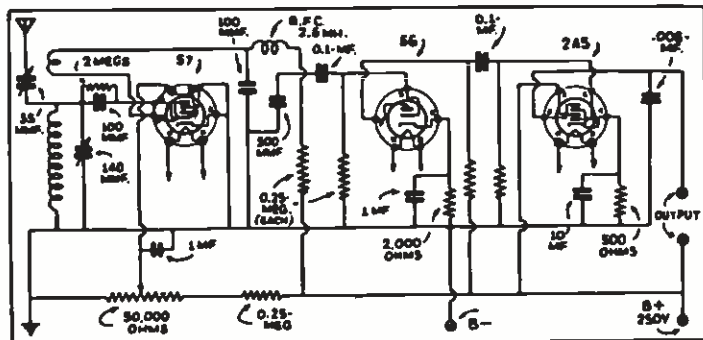 100 MMF.
R.F.C. 2.5 MH.
0.1-MF.
56
0.1-MF.
2A5
.006-MF.
2 MEGS
57
35 MMF.
100 MMF
500 MMF
140 MMF.
0.25-MEG. (EACH)
1 MF
2,000 OHMS
10 MF
500 OHMS
OUTPUT
1 MF
50,000 OHMS
0.25-MEG
B-
B+ 250V